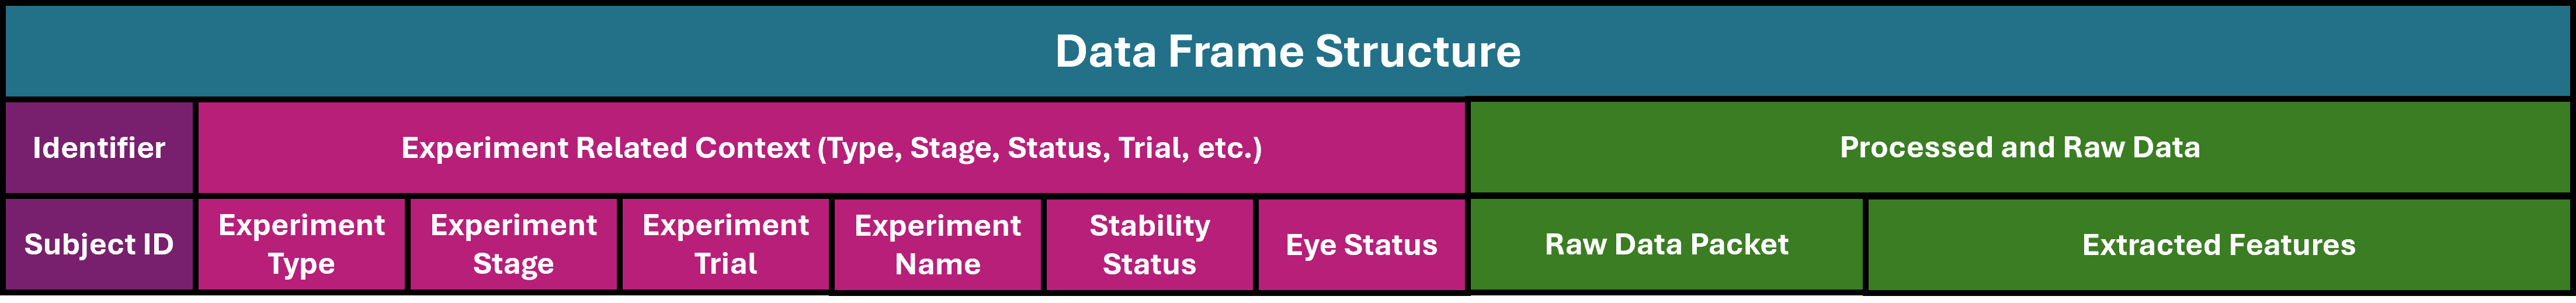 Data Frame Structure
Identifier
Experiment Related Context (Type, Stage, Status, Trial, etc.)
Processed and Raw Data
Subject ID
Experiment
Type
Experiment
Stage
Experiment
Trial
Experiment
Name
Stability
Status
Eye Status
Raw Data Packet
Extracted Features